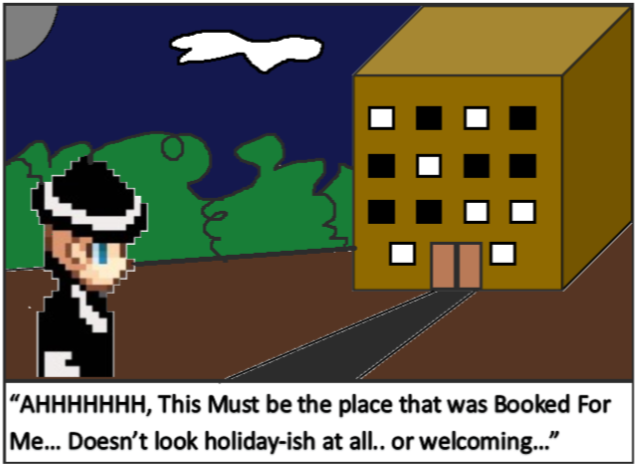 “AHHHHHHH, This Must be the place that was Booked For
Me... Doesn’t look holiday-ish at all.. or welcoming...”